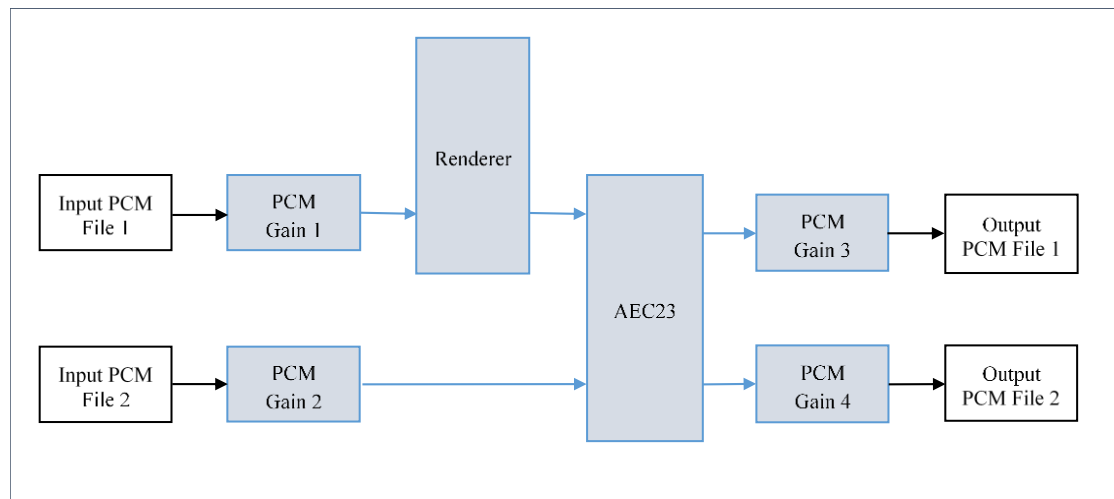 Renderer
Input PCM
File 1
PCM
Gain 1
PCM
Gain 3
Output
PCM File 1
AEC23
Input PCM
File 2
PCM
Gain 2
PCM
Gain 4
Output
PCM File 2